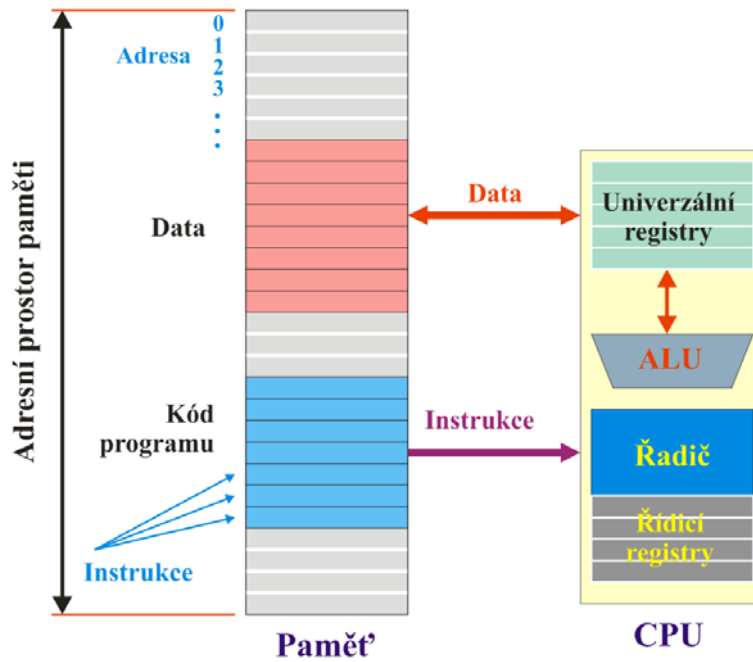 Adresní prostor paměti
Adresa
0
1
2
3
.
.
.
Data
Kód
programu
Instrukce
Paměť
Data
Instrukce
Univerzální
registry
ALU
Řadič
Řídicí
registry
CPU